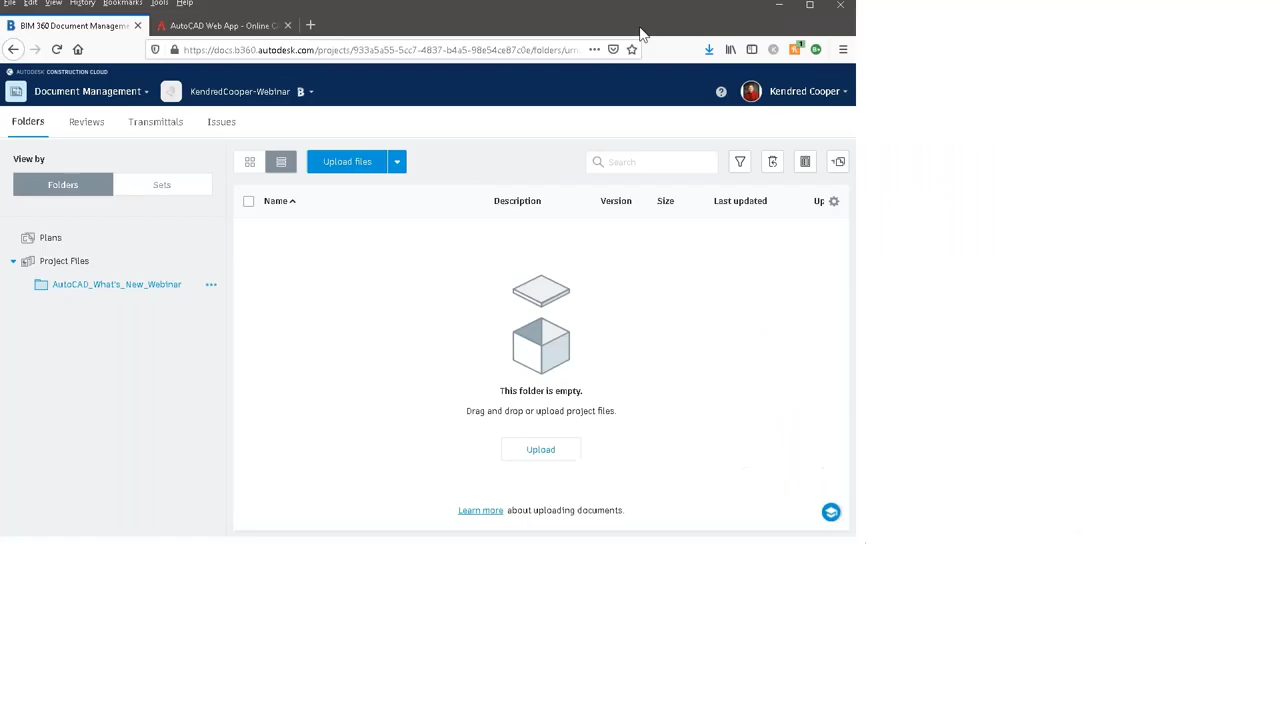 File Edit View History Bookmarks Tools Help
BIM 360 Document Manageme
AutoCAD Web App - Online C
https://docs.b360.autodesk.com/projects/933a5a55-5cc7-4837-b4a5-98e54ce87c0e/folders/urn
1
AUTODESK CONSTRUCTION CLOUD
Document Management
KendredCooper-Webinar
Kendred Cooper
Folders
Reviews
Transmittals
Issues
View by
Upload files
Search
Folders
Sets
Name
Description
Version
Size
Last updated
Up
Plans
Project Files
AutoCAD_What's_New_Webinar
This folder is empty.
Drag and drop or upload project files.
Upload
Learn more about uploading documents.